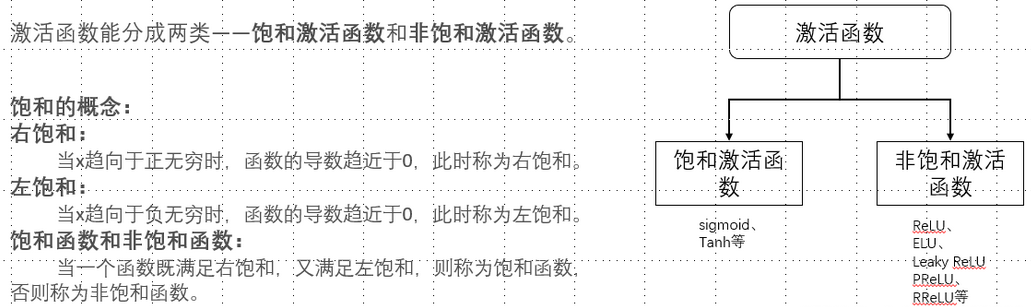 激活函数能分成两类——饱和激活函数和非饱和激活函数。
饱和的概念：
右饱和：
当x趋向于正无穷时，函数的导数趋近于0，此时称为右饱和。
左饱和：
当x趋向于负无穷时，函数的导数趋近于0，此时称为左饱和。
饱和函数和非饱和函数：
当一个函数既满足右饱和，又满足左饱和，则称为饱和函数，
否则称为非饱和函数。
激活函数
饱和激活函
数
sigmoid、
Tanh等
非饱和激活
函数
ReLU、
ELU、
Leaky ReLU
PReLU、
RReLU等